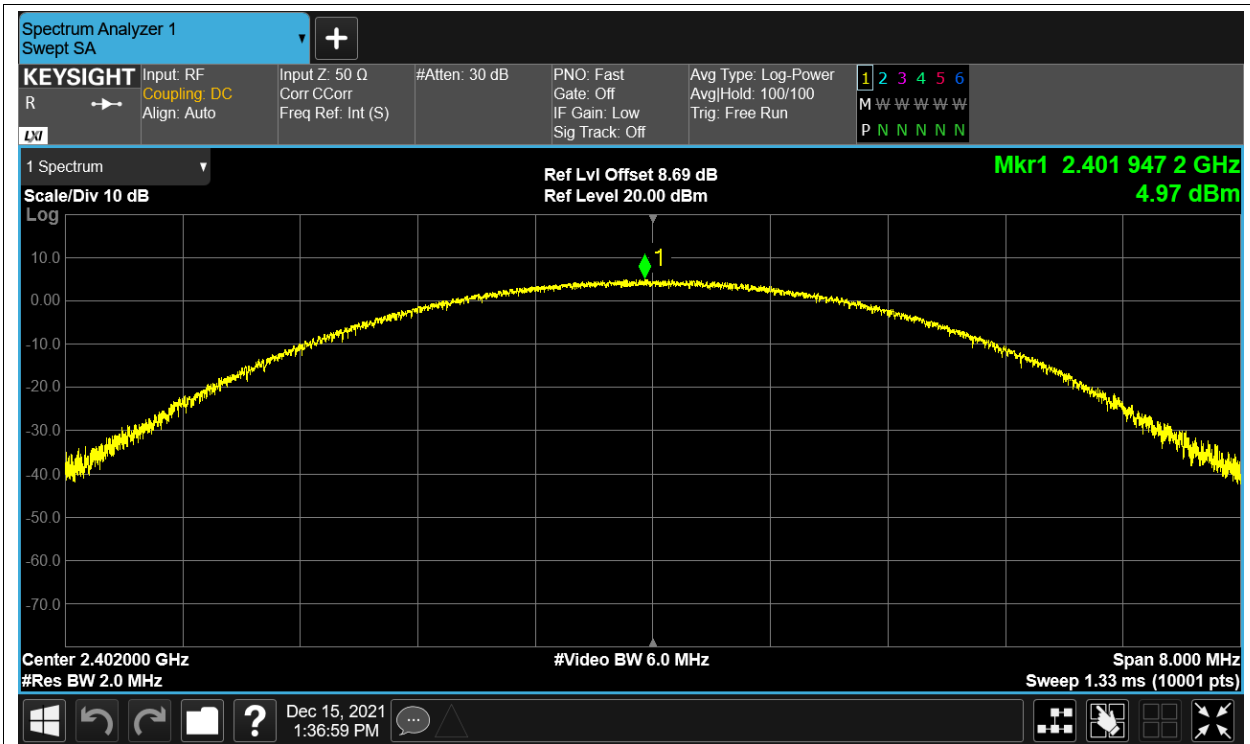 Spectrum Analyzer 1
Swept SA
+
KEYSIGHT
R
LXI
Input: RF
Coupling: DC
Align: Auto
Input Z: 50 Ω
Corr CCorr
Freq Ref: Int (S)
#Atten: 30 dB
PNO: Fast
Gate: Off
IF Gain: Low
Sig Track: Off
Avg Type: Log-Power
Avg|Hold: 100/100
Trig: Free Run
1 2 3 4 5 6
M W W W W W W
P N N N N N
1 Spectrum
Scale/Div 10 dB
Log
Ref Lvl Offset 8.69 dB
Ref Level 20.00 dBm
Mkr1 2.401 947 2 GHz
4.97 dBm
1
10.0
0.00
-10.0
-20.0
-30.0
-40.0
-50.0
-60.0
-70.0
Center 2.402000 GHz
#Res BW 2.0 MHz
#Video BW 6.0 MHz
Span 8.000 MHz
Sweep 1.33 ms (10001 pts)
?
Dec 15, 2021
1:36:59 PM